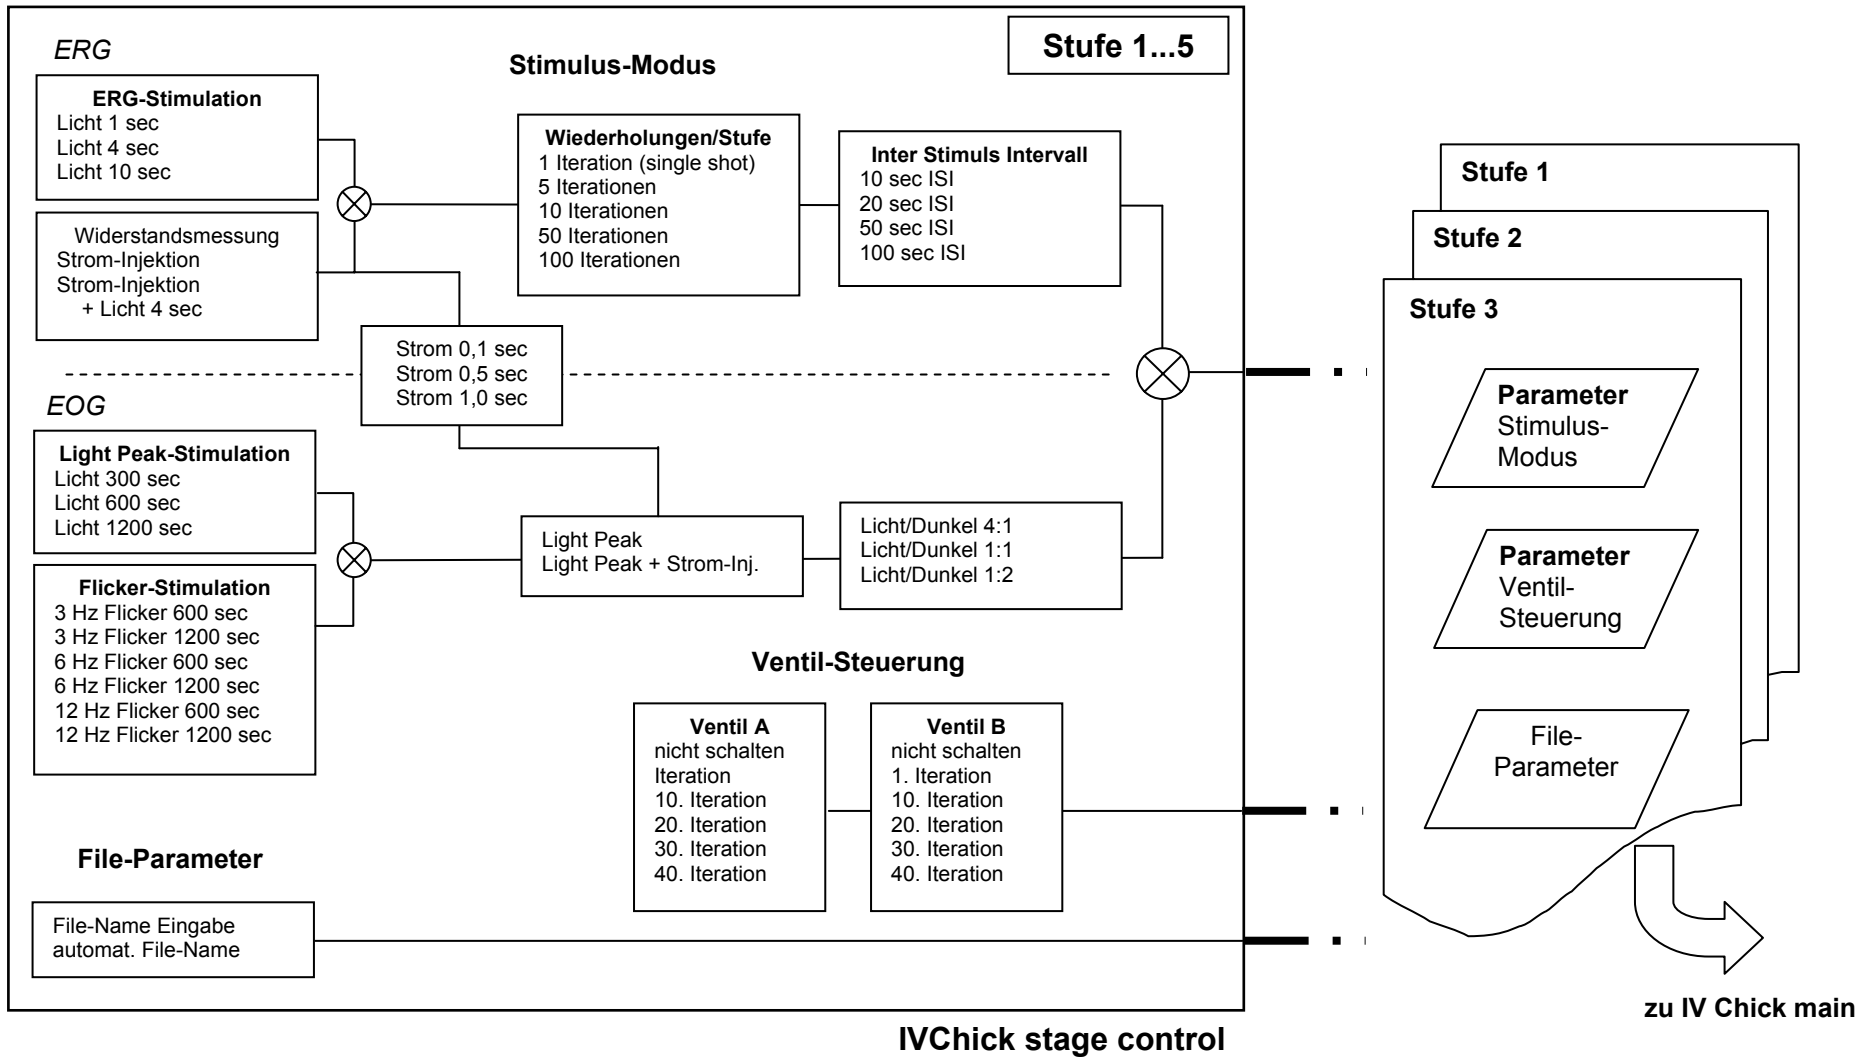 Stufe 1...5
ERG
Stimulus-Modus
ERG-Stimulation
Licht 1 sec
Licht 4 sec
Licht 10 sec
Widerstandsmessung
Strom-Injektion
Strom-Injektion
+ Licht 4 sec
Wiederholungen/Stufe
1 Iteration (single shot)
5 Iterationen
10 Iterationen
50 Iterationen
100 Iterationen
Inter Stimuls Intervall
10 sec ISI
20 sec ISI
50 sec ISI
100 sec ISI
Strom 0,1 sec
Strom 0,5 sec
Strom 1,0 sec
EOG
Light Peak-Stimulation
Licht 300 sec
Licht 600 sec
Licht 1200 sec
Flicker-Stimulation
3 Hz Flicker 600 sec
3 Hz Flicker 1200 sec
6 Hz Flicker 600 sec
6 Hz Flicker 1200 sec
12 Hz Flicker 600 sec
12 Hz Flicker 1200 sec
Light Peak
Light Peak + Strom-Inj.
Licht/Dunkel 4:1
Licht/Dunkel 1:1
Licht/Dunkel 1:2
Ventil-Steuerung
Ventil A
nicht schalten
Iteration
10. Iteration
20. Iteration
30. Iteration
40. Iteration
Ventil B
nicht schalten
1. Iteration
10. Iteration
20. Iteration
30. Iteration
40. Iteration
File-Parameter
File-Name Eingabe
automat. File-Name
IVChick stage control
Stufe 1
Stufe 2
Stufe 3
Parameter
Stimulus-
Modus
Parameter
Ventil-
Steuerung
File-
Parameter
zu IV Chick main